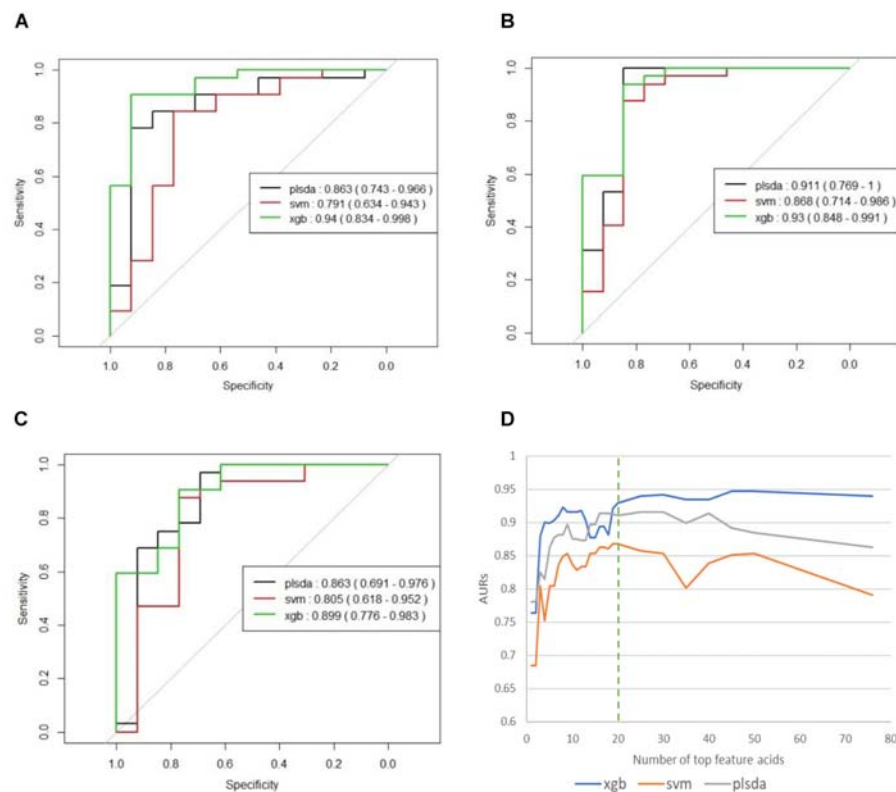 A
1.0
0.8
0.6
0.4
0.2
0.0
Sensitivity
plsda : 0.863 ( 0.743 - 0.966 )
svm : 0.791 ( 0.634 - 0.943 )
xgb : 0.94 ( 0.834 - 0.998 )
1.0 0.8 0.6 0.4 0.2 0.0
Specificity
B
1.0
0.8
0.6
0.4
0.2
0.0
Sensitivity
plsda : 0.911 ( 0.769 - 1 )
svm : 0.868 ( 0.714 - 0.986 )
xgb : 0.93 ( 0.848 - 0.991 )
1.0 0.8 0.6 0.4 0.2 0.0
Specificity
C
1.0
0.8
0.6
0.4
0.2
0.0
Sensitivity
plsda : 0.863 ( 0.691 - 0.976 )
svm : 0.805 ( 0.618 - 0.952 )
xgb : 0.899 ( 0.776 - 0.983 )
1.0 0.8 0.6 0.4 0.2 0.0
Specificity
D
1
0.95
0.9
0.85
0.8
0.75
0.7
0.65
0.6
AURs
0 10 20 30 40 50 60 70 80
Number of top feature acids
xgb svm plsda